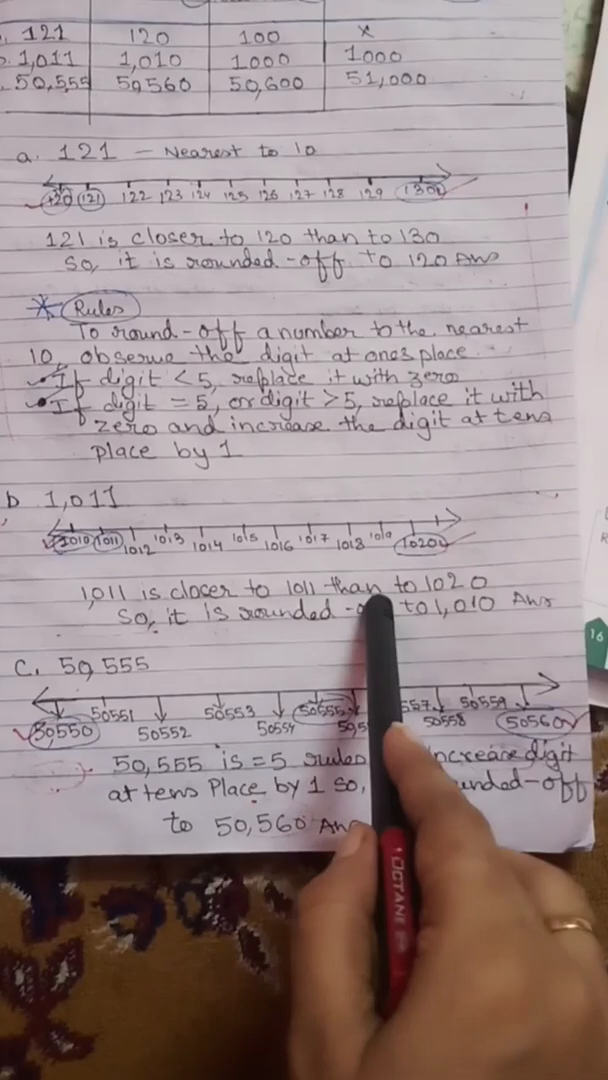 121 120 100 x
1,011 1,010 1000 1000
50,555 50,560 50,600 51,000
a. 121 - Nearest to 10
120 121 122 123 124 125 126 127 128 129 130
121 is closer to 120 than to 130
So, it is rounded-off to 120 Ans
* Rules
To round-off a number to the nearest
10, observe the digit at ones place.
• If digit < 5, replace it with zero
• If digit = 5, or digit > 5, replace it with
zero and increase the digit at tens
place by 1
b 1,011
1010 1011 1012 1013 1014 1015 1016 1017 1018 1019 1020
1,011 is closer to 1011 than to 1020
So, it is rounded - to 1,010 Ans
c. 50,555
50550 50551 50552 50553 50554 50555 50558 50559 50560
50,555 is = 5 rules increase digit
at tens Place by 1 So, rounded-off
to 50,560 Ans
OCTANE
16